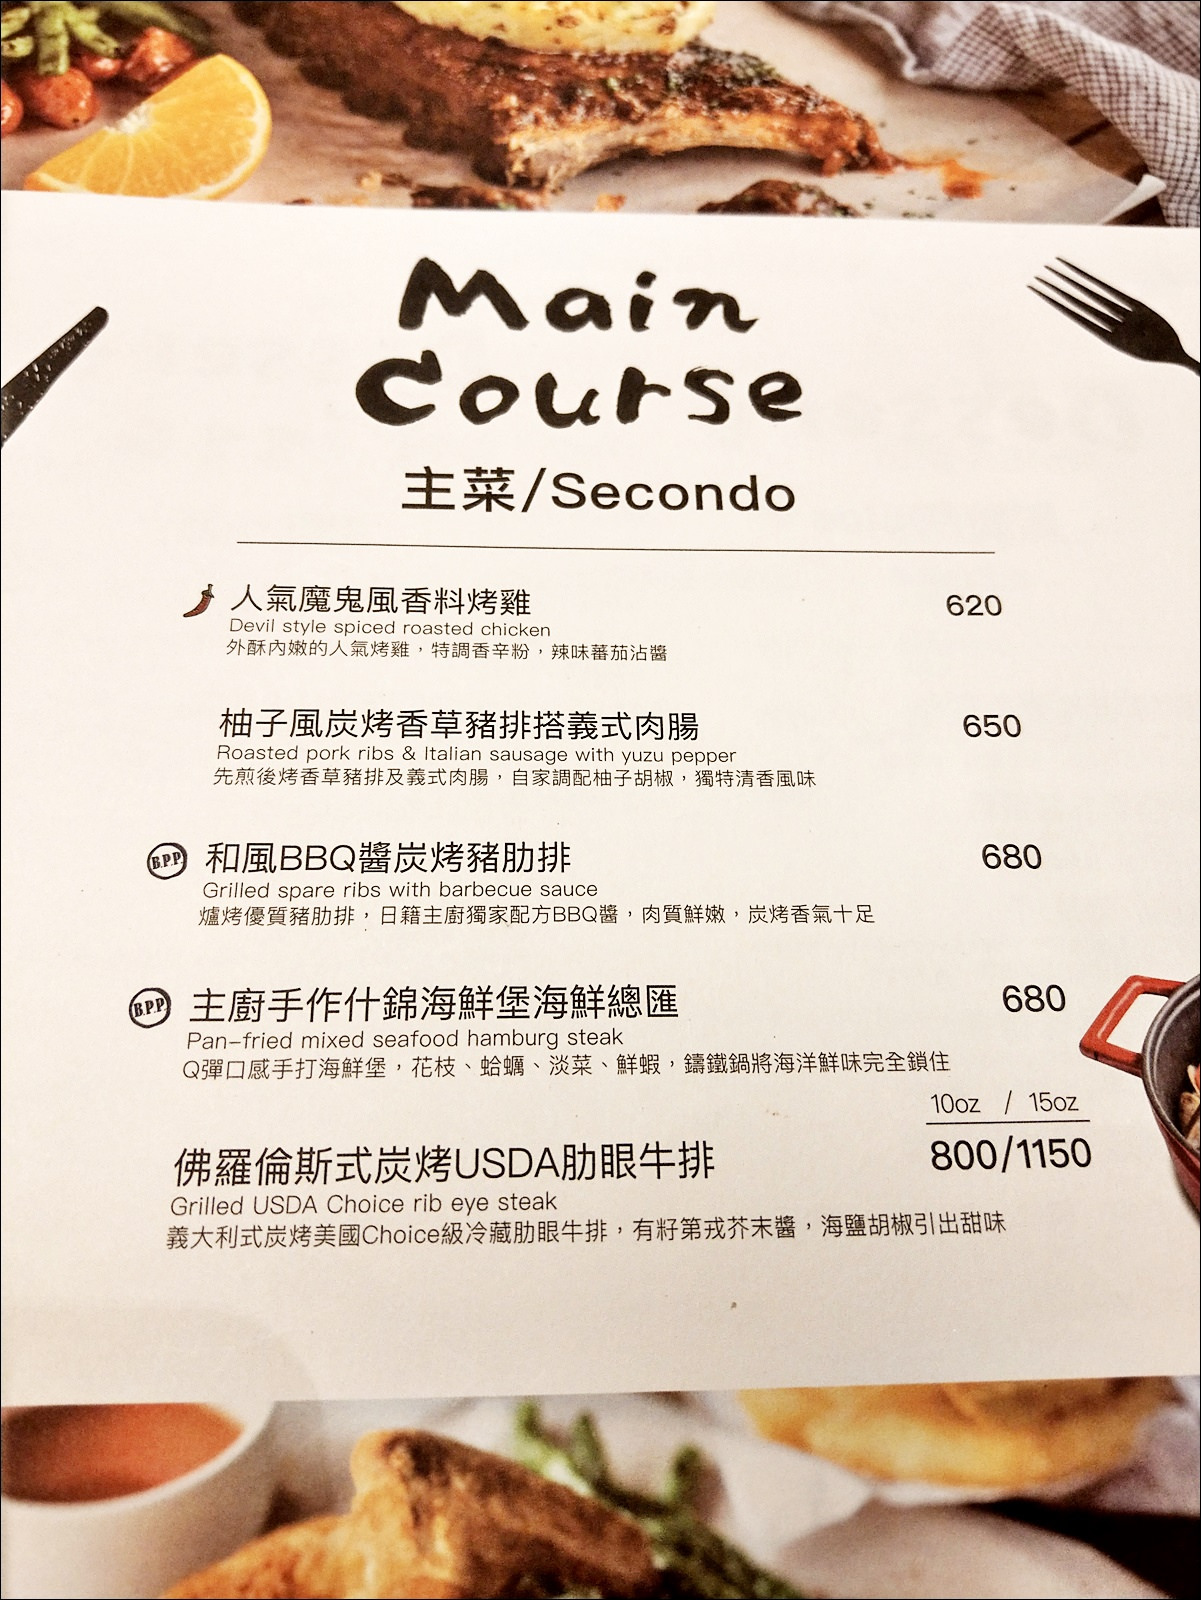 Main
Course
主菜/Secondo
人氣魔鬼風香料烤雞 620
Devil style spiced roasted chicken
外酥內嫩的人氣烤雞，特調香辛粉，辣味蕃茄沾醬
柚子風炭烤香草豬排搭義式肉腸 650
Roasted pork ribs & Italian sausage with yuzu pepper
先煎後烤香草豬排及義式肉腸，自家調配柚子胡椒，獨特清香風味
B.P.P. 和風BBQ醬炭烤豬肋排 680
Grilled spare ribs with barbecue sauce
爐烤優質豬肋排，日籍主廚獨家配方BBQ醬，肉質鮮嫩，炭烤香氣十足
B.P.P. 主廚手作什錦海鮮堡海鮮總匯 680
Pan-fried mixed seafood hamburg steak
Q彈口感手打海鮮堡，花枝、蛤蠣、淡菜、鮮蝦，鑄鐵鍋將海洋鮮味完全鎖住
10oz / 15oz
佛羅倫斯式炭烤USDA肋眼牛排 800/1150
Grilled USDA Choice rib eye steak
義大利式炭烤美國Choice級冷藏肋眼牛排，有籽第戎芥末醬，海鹽胡椒引出甜味